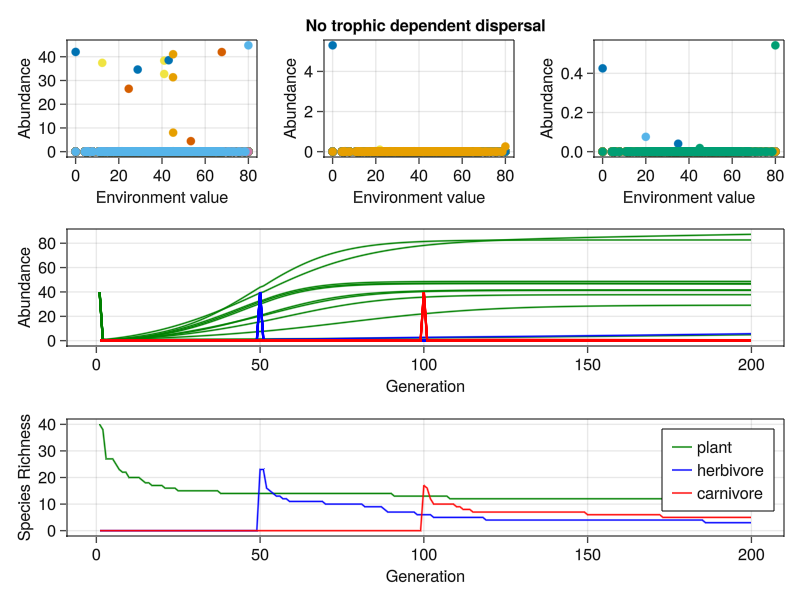 No trophic dependent dispersal
Abundance
40
30
20
10
0
0 20 40 60 80
Environment value
Abundance
4
2
0
0 20 40 60 80
Environment value
Abundance
0.4
0.2
0.0
0 20 40 60 80
Environment value
Abundance
80
60
40
20
0
0 50 100 150 200
Generation
Species Richness
40
30
20
10
0
plant
herbivore
carnivore
0 50 100 150 200
Generation